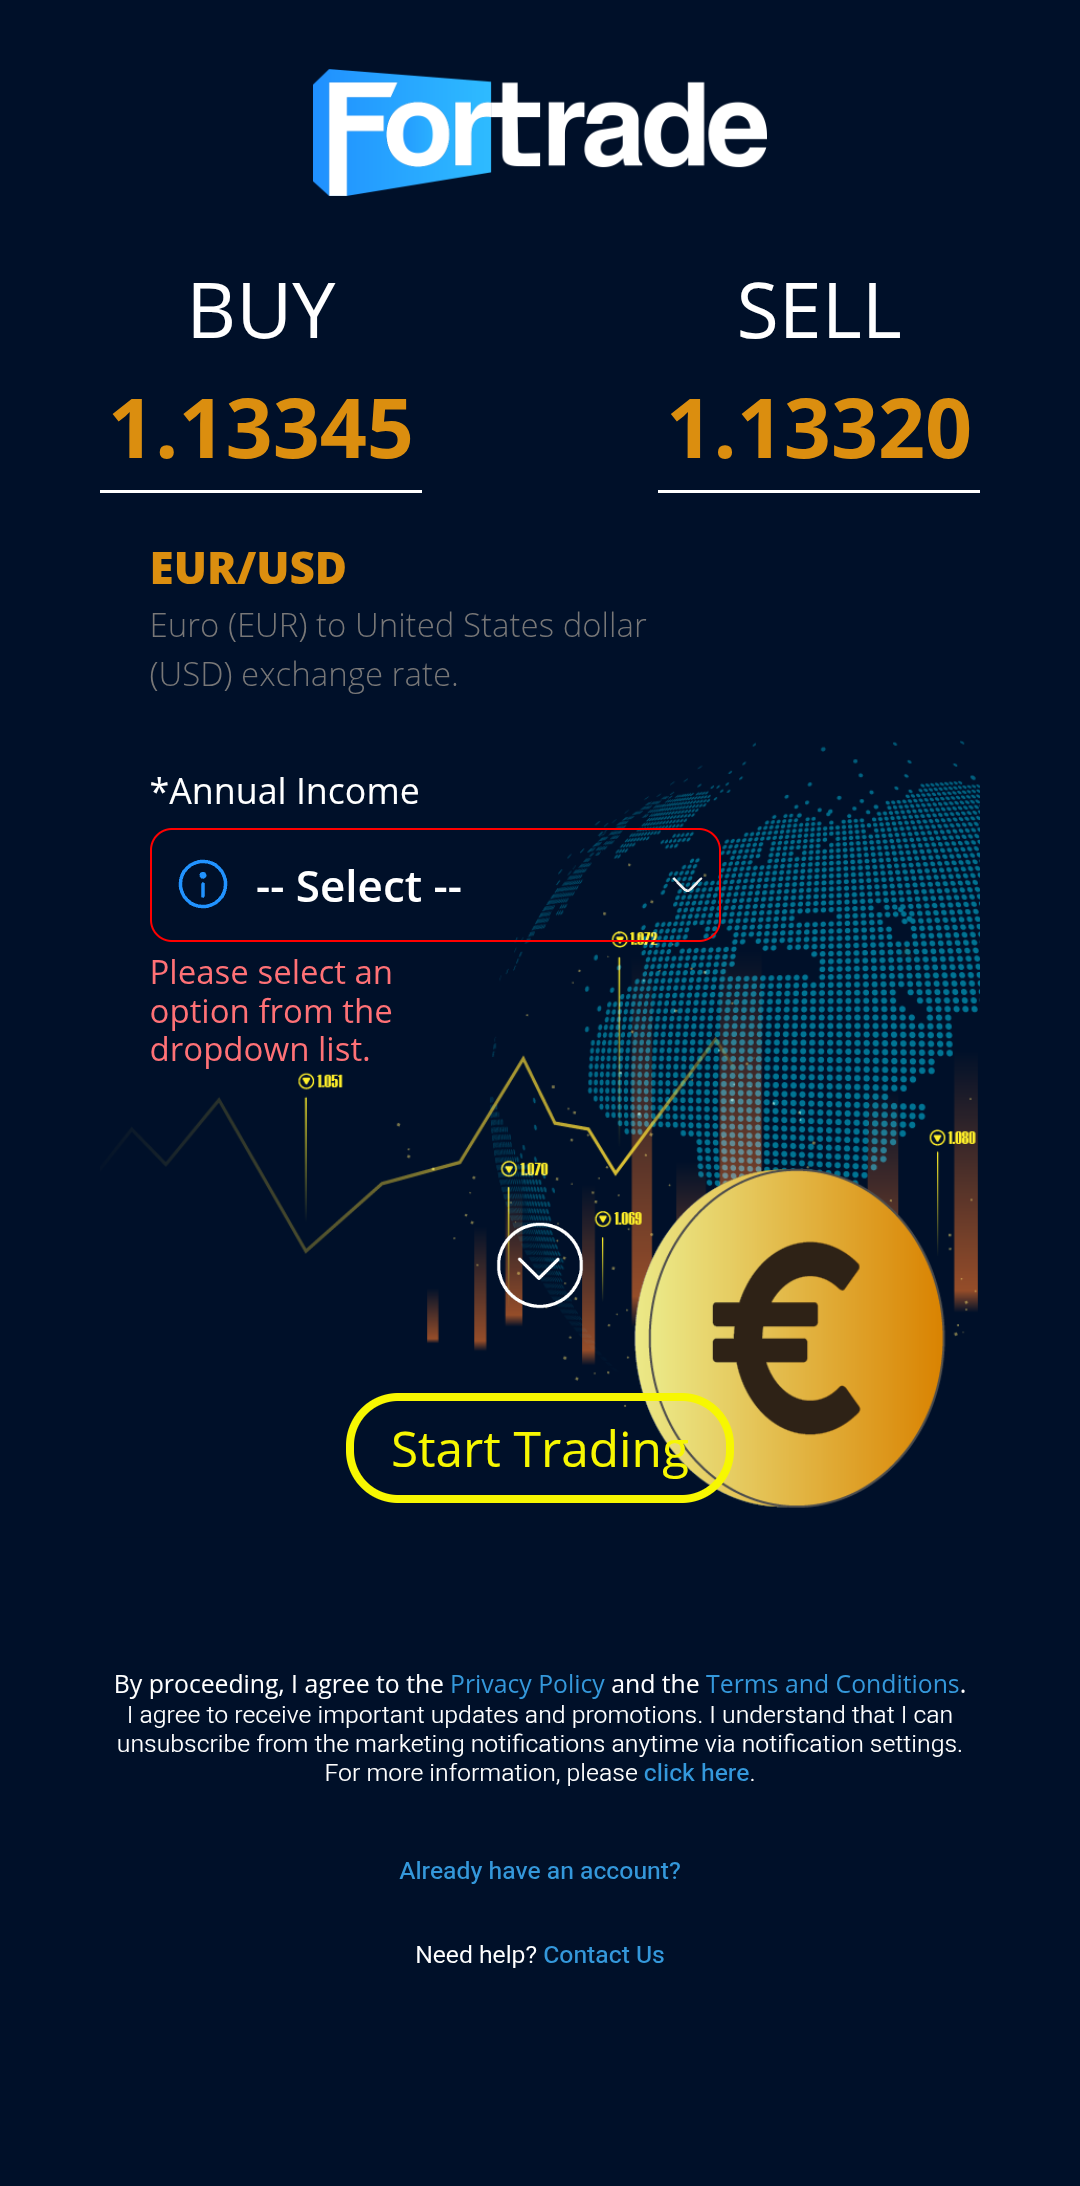 Fortrade
BUY
SELL
1.13345
1.13320
EUR/USD
Euro (EUR) to United States dollar
(USD) exchange rate.
*Annual Income
-- Select --
1.072
Please select an
option from the
dropdown list.
1.051
1.080
1.070
1.069
€
Start Trading
By proceeding, I agree to the Privacy Policy and the Terms and Conditions.
I agree to receive important updates and promotions. I understand that I can
unsubscribe from the marketing notifications anytime via notification settings.
For more information, please click here.
Already have an account?
Need help? Contact Us